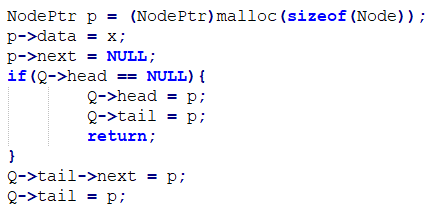 NodePtr p = (NodePtr)malloc(sizeof(Node));
p->data = x;
p->next = NULL;
if(Q->head == NULL){
        Q->head = p;
        Q->tail = p;
        return;
}
Q->tail->next = p;
Q->tail = p;